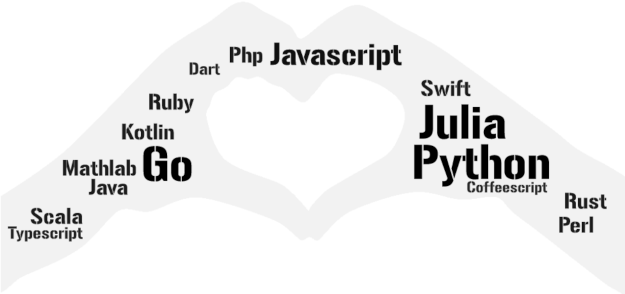 Php Javascript
Dart
Swift
Ruby
Julia
Kotlin
Python
Mathlab Go
Java
Coffeescript
Rust
Scala
Perl
Typescript